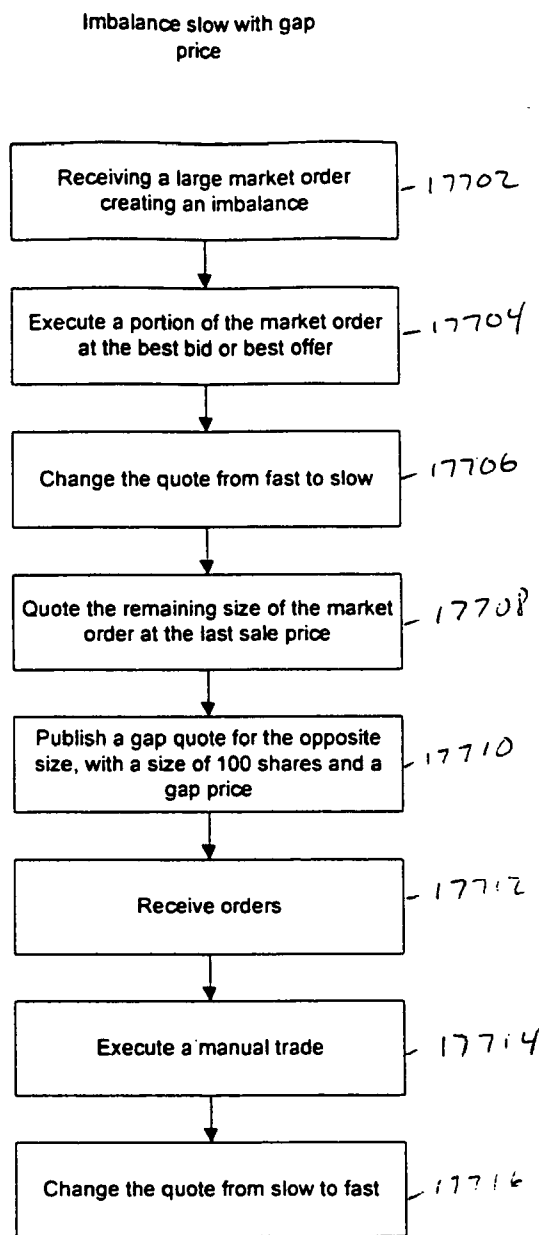 Imbalance slow with gap
price
Receiving a large market order
creating an imbalance
17702
Execute a portion of the market order
at the best bid or best offer
17704
Change the quote from fast to slow
17706
Quote the remaining size of the market
order at the last sale price
17708
Publish a gap quote for the opposite
size, with a size of 100 shares and a
gap price
17710
Receive orders
17712
Execute a manual trade
17714
Change the quote from slow to fast
17716